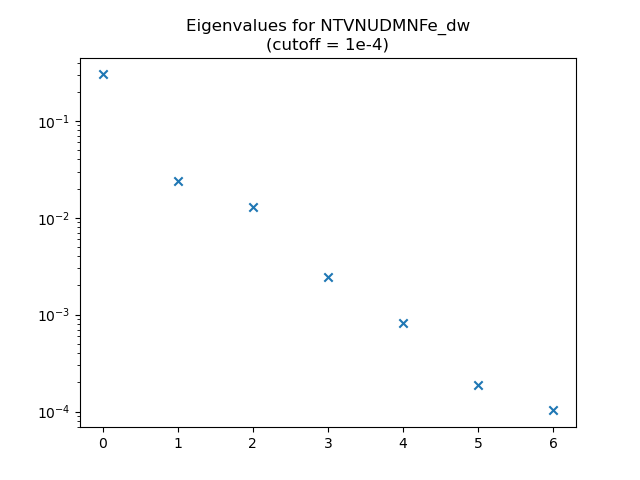 Eigenvalues for NTVNUDMNFe_dw
(cutoff = 1e-4)
10⁻¹
10⁻²
10⁻³
10⁻⁴
0 1 2 3 4 5 6